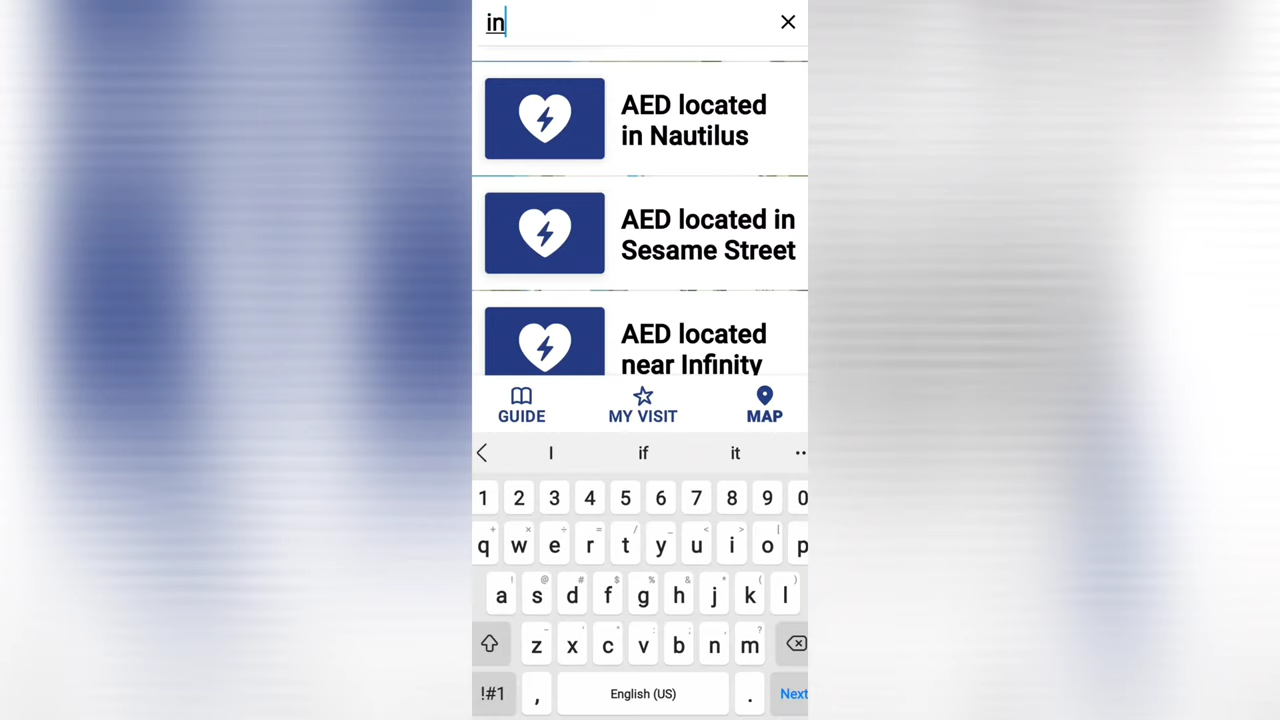 in
AED located
in Nautilus
AED located in
Sesame Street
AED located
near Infinity
GUIDE MY VISIT MAP
I if it
1 2 3 4 5 6 7 8 9 0
+ × ÷ = / _ < > [
q w e r t y u i o p
! @ # $ % ^ & * ( )
a s d f g h j k l
- ' " : ; , ?
z x c v b n m
!#1 , English (US) . Next